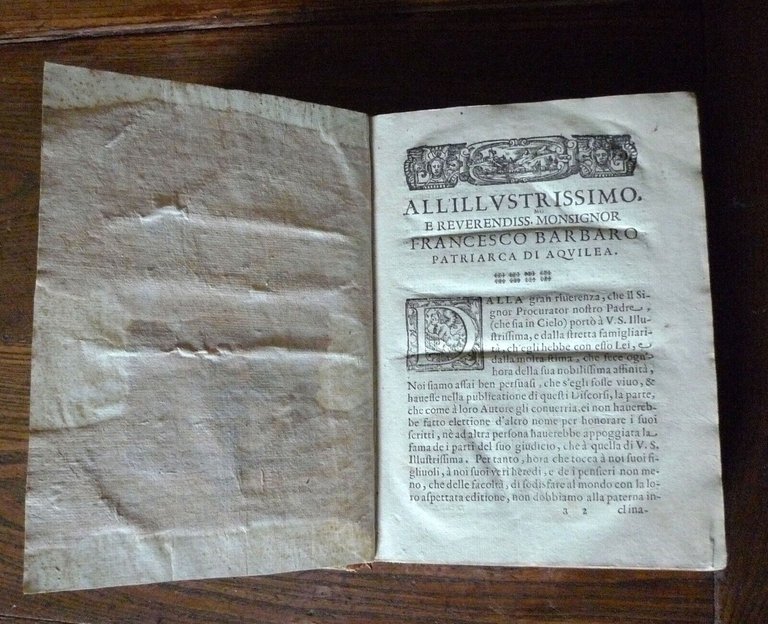 ALL'ILLVSTRISSIMO.
E REVERENDISS.MO MONSIGNOR
FRANCESCO BARBARO
PATRIARCA DI AQVILEA.
DALLA gran riuerenza, che il Si-
gnor Procurator nostro Padre,
(che sia in Cielo) portò à V. S. Illu-
strissima, e dalla stretta famigliari-
tà, ch'egli hebbe con esso Lei, e
dalla molta stima, che fece ogn'
hora della sua nobilissima affinità,
Noi siamo assai ben persuasi, che s'egli fosse viuo, &
hauesse nella publicatione di questi Discorsi, la parte,
che come à loro Autore gli conuerria, ei non hauereb-
be fatto elettione d'altro nome per honorare i suoi
scritti, nè ad altra persona hauerebbe appoggiata la
fama de i parti del suo giudicio, che à quella di V. S.
Illustrissima. Per tanto, hora che tocca à noi suoi fi-
gliuoli, à noi suoi veri heredi, e de i pensieri non me-
no, che delle facoltà, di sodisfare al mondo con la lo-
ro aspettata editione, non dobbiamo alla paterna in-
a 2 clina-